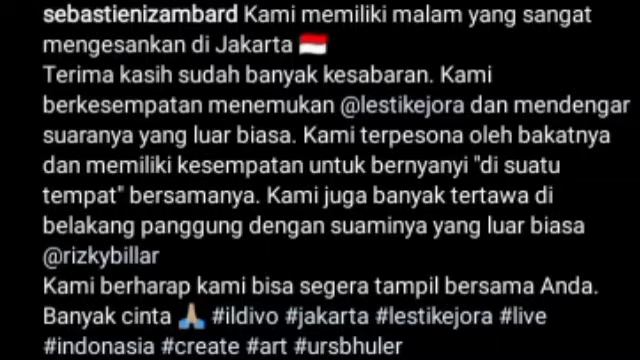 sebastienizambard Kami memiliki malam yang sangat
mengesankan di Jakarta 🇮🇩
Terima kasih sudah banyak kesabaran. Kami
berkesempatan menemukan @lestikejora dan mendengar
suaranya yang luar biasa. Kami terpesona oleh bakatnya
dan memiliki kesempatan untuk bernyanyi "di suatu
tempat" bersamanya. Kami juga banyak tertawa di
belakang panggung dengan suaminya yang luar biasa
@rizkybillar
Kami berharap kami bisa segera tampil bersama Anda.
Banyak cinta 🙏🏼 #ildivo #jakarta #lestikejora #live
#indonasia #create #art #ursbhuler